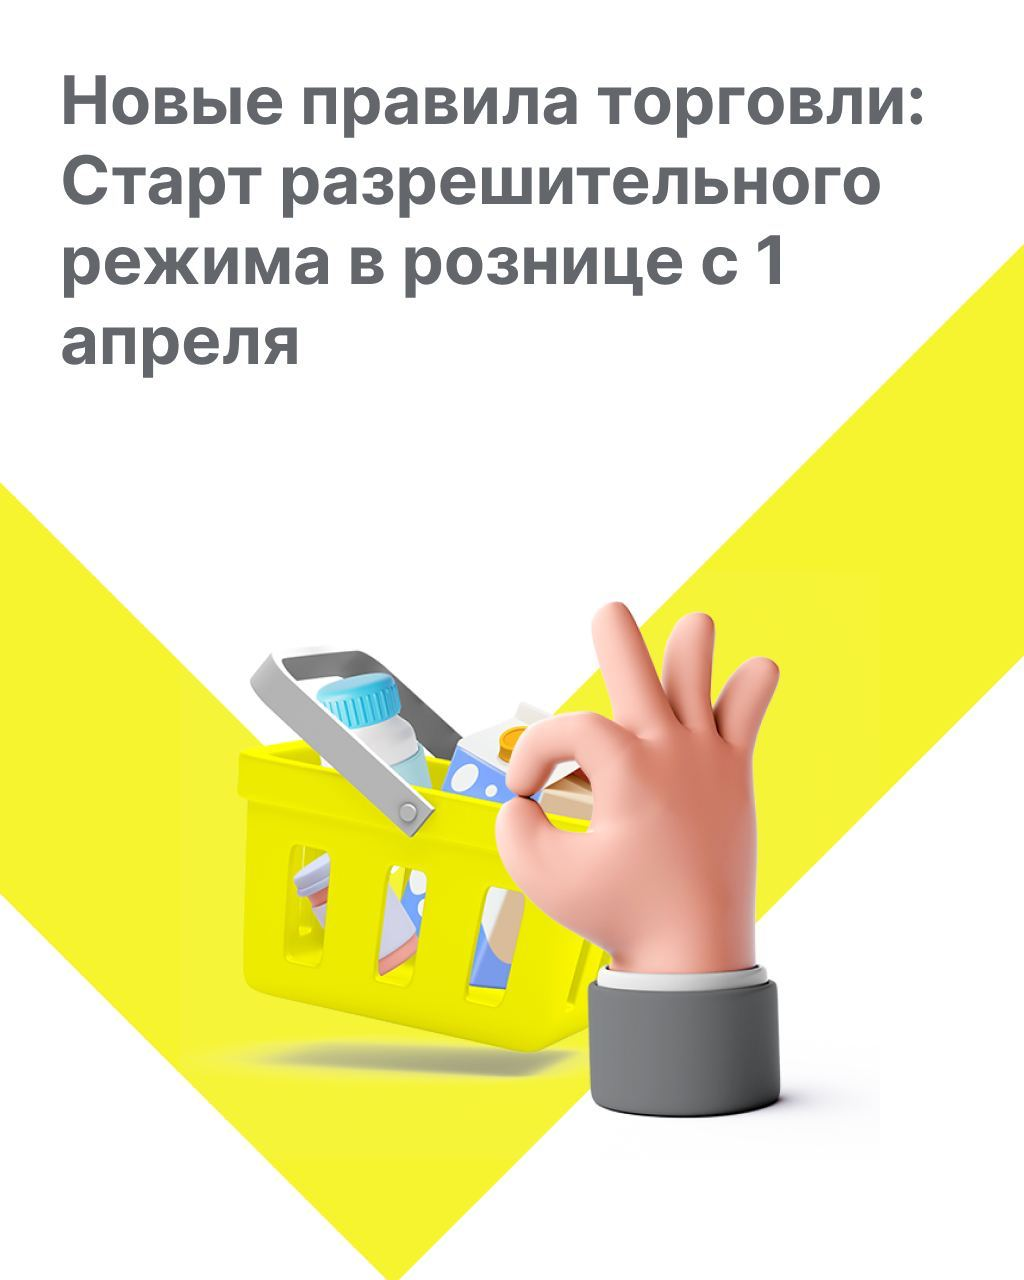 Новые правила торговли:
Старт разрешительного
режима в рознице с 1
апреля